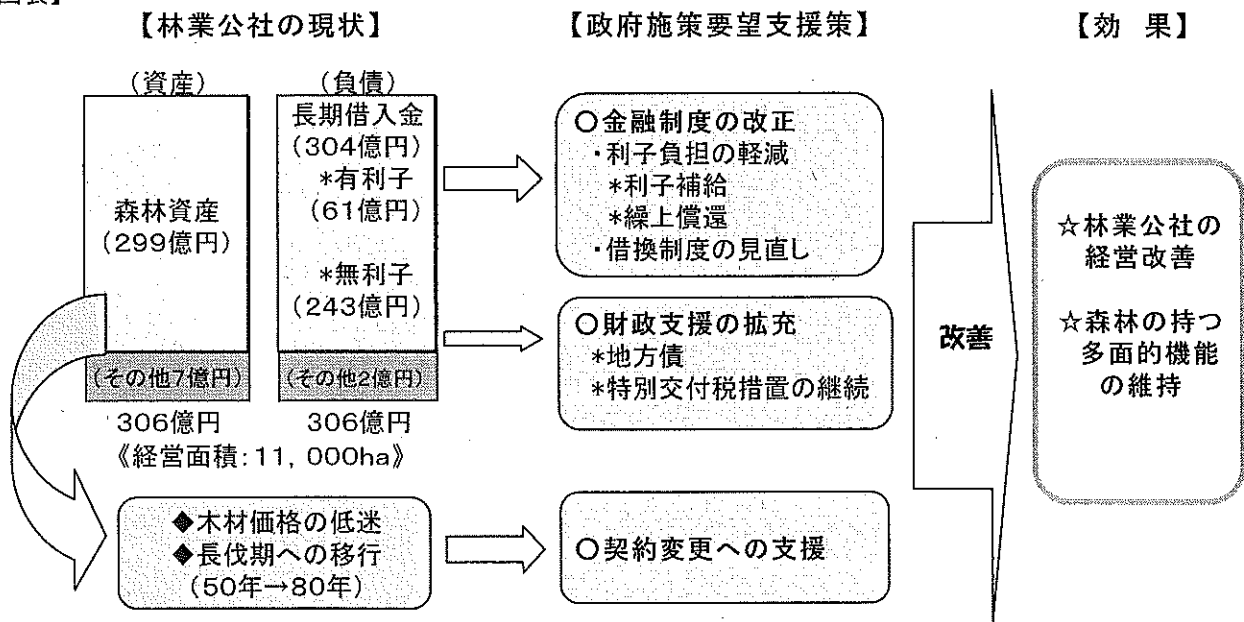 【林業公社の現状】
(資産)
森林資産
(299億円)
(その他7億円)
306億円
(負債)
長期借入金
(304億円)
*有利子
(61億円)
*無利子
(243億円)
(その他2億円)
306億円
《経営面積:11,000ha》
◆木材価格の低迷
◆長伐期への移行
(50年→80年)
【政府施策要望支援策】
○金融制度の改正
・利子負担の軽減
*利子補給
*繰上償還
・借換制度の見直し
○財政支援の拡充
*地方債
*特別交付税措置の継続
○契約変更への支援
改善
【効 果】
☆林業公社の
経営改善
☆森林の持つ
多面的機能
の維持